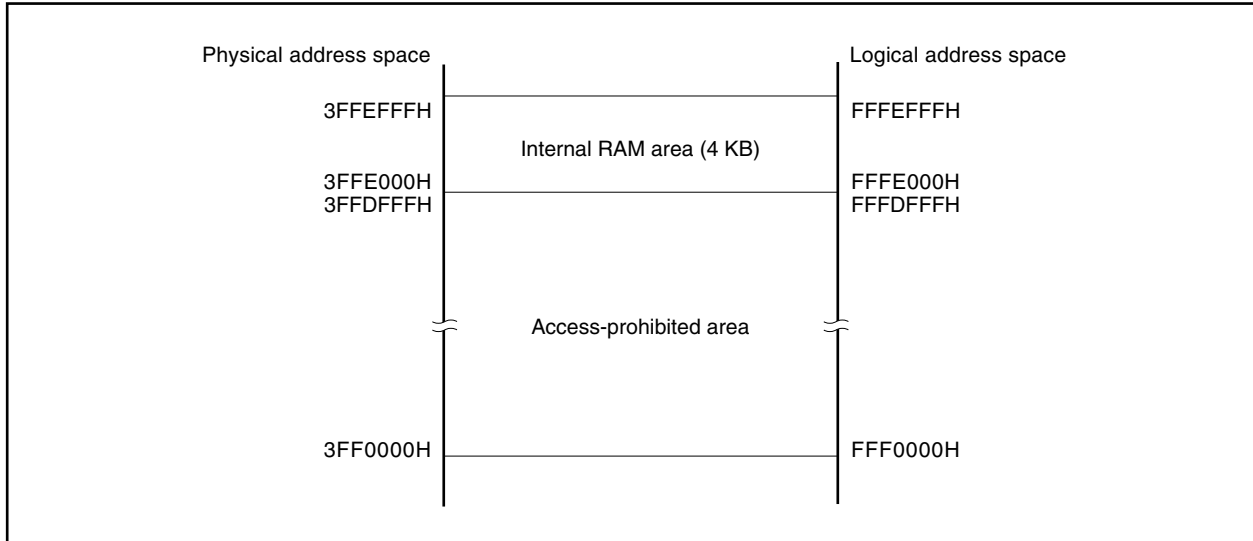 Physical address space
Logical address space
3FFEFFFH
FFFEFFFH
Internal RAM area (4 KB)
3FFE000H
FFFE000H
3FFDFFFH
FFFDFFFH
Access-prohibited area
3FF0000H
FFF0000H